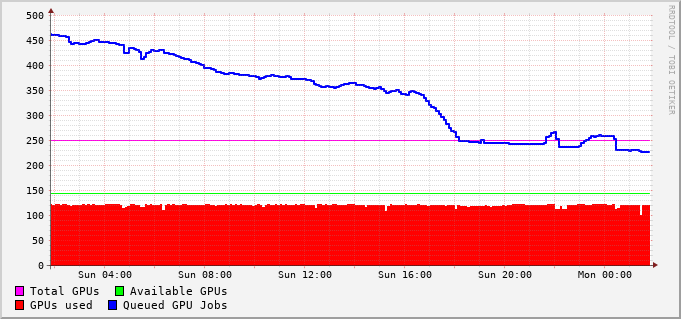 500
450
400
350
300
250
200
150
100
50
0
Sun 04:00 Sun 08:00 Sun 12:00 Sun 16:00 Sun 20:00 Mon 00:00
Total GPUs Available GPUs
GPUs used Queued GPU Jobs
RRDTOOL / TOBI OETIKER